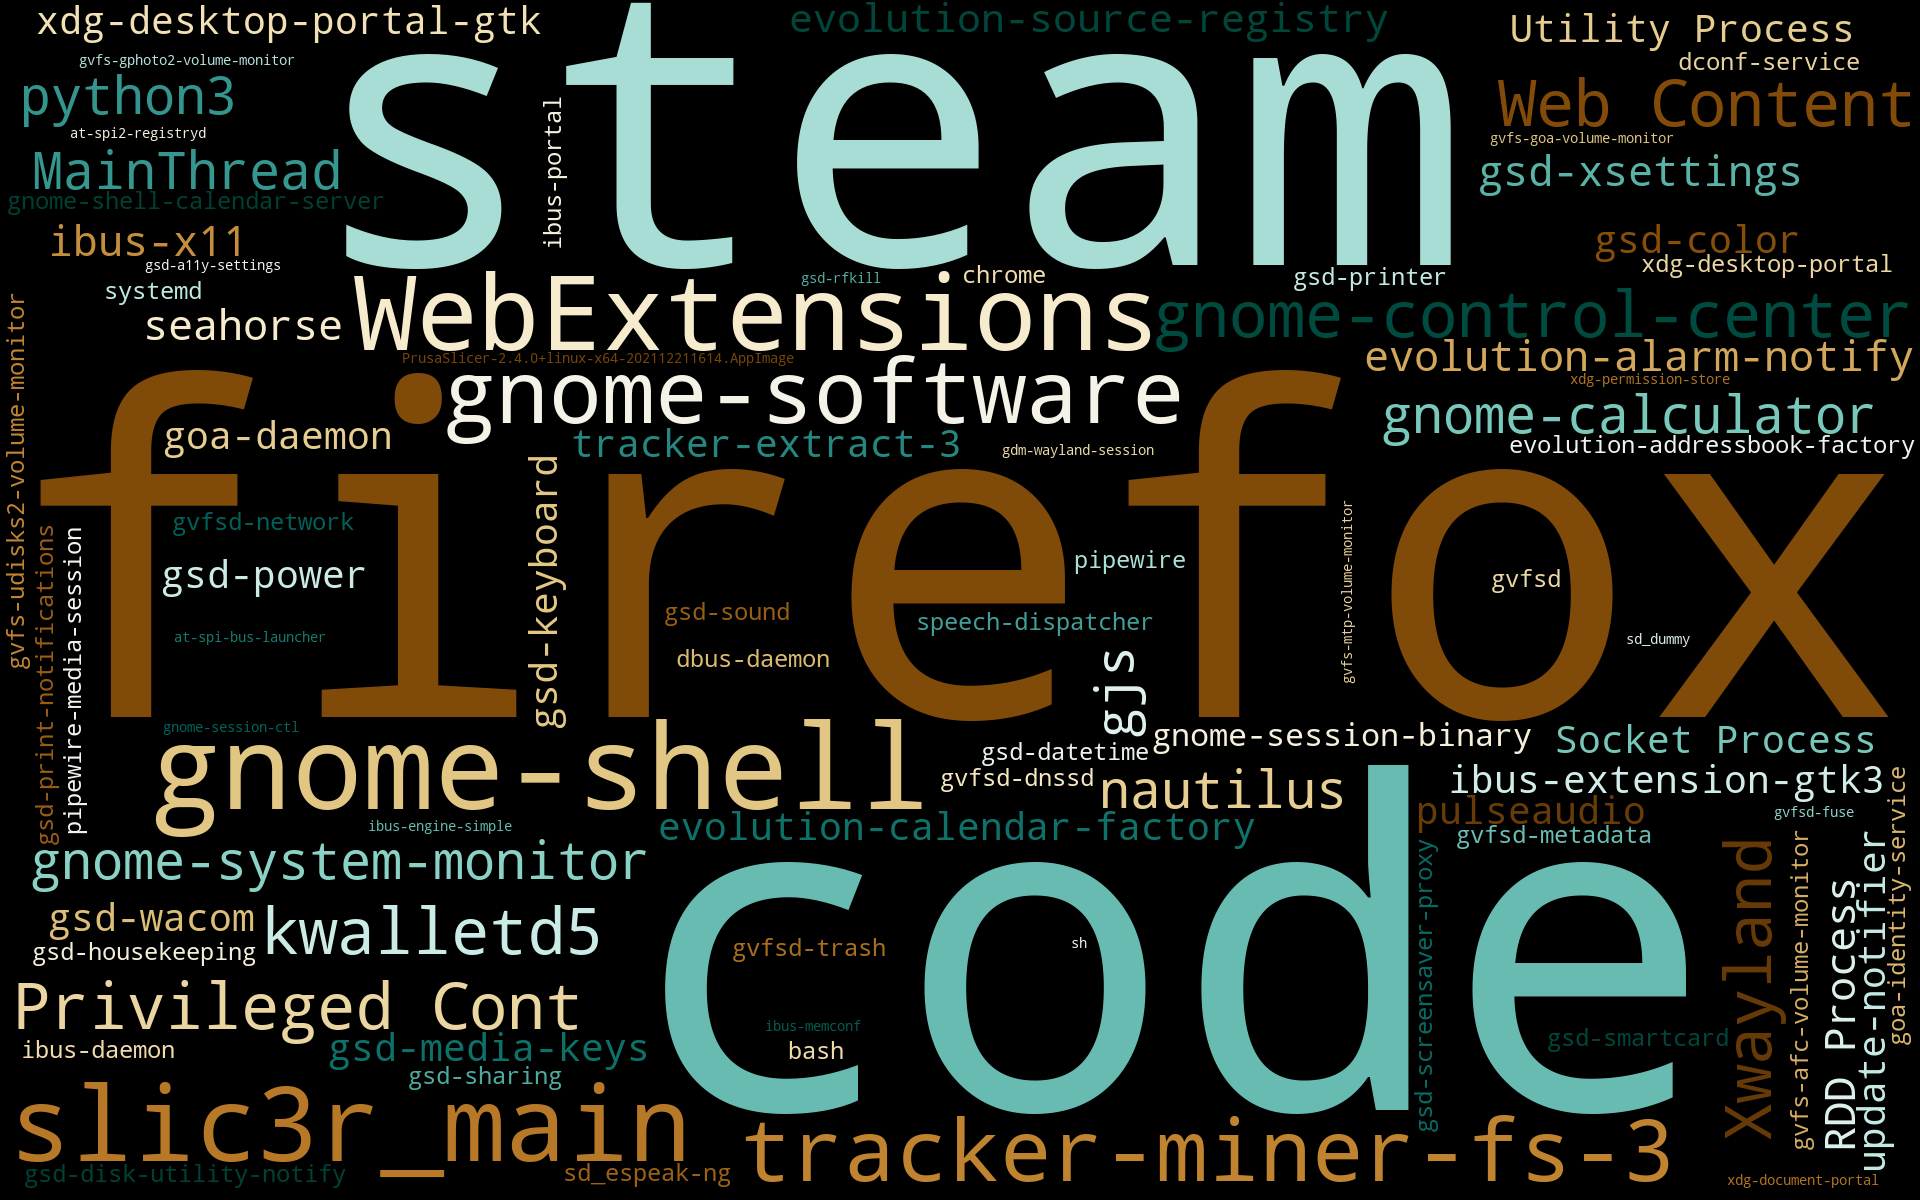 xdg-desktop-portal-gtk
evolution-source-registry
Utility Process
steam
gvfs-gphoto2-volume-monitor
dconf-service
python3
Web Content
at-spi2-registryd
ibus-portal
gvfs-goa-volume-monitor
MainThread
gsd-xsettings
gnome-shell-calendar-server
ibus-x11
gsd-color
gsd-a11y-settings
xdg-desktop-portal
systemd
gsd-rfkill
chrome
gsd-printer
seahorse
WebExtensions
gnome-control-center
PrusaSlicer-2.4.0+linux-x64-202112211614.AppImage
evolution-alarm-notify
gnome-software
xdg-permission-store
gnome-calculator
goa-daemon
tracker-extract-3
gdm-wayland-session
evolution-addressbook-factory
gvfs-udisks2-volume-monitor
firefox
gvfsd-network
gsd-keyboard
gvfs-mtp-volume-monitor
pipewire
gsd-power
gvfsd
gsd-print-notifications
pipewire-media-session
gsd-sound
speech-dispatcher
at-spi-bus-launcher
sd_dummy
dbus-daemon
gjs
gnome-session-ctl
gnome-shell
gsd-datetime
gnome-session-binary
Socket Process
gvfsd-dnssd
nautilus
ibus-extension-gtk3
ibus-engine-simple
evolution-calendar-factory
pulseaudio
gvfsd-fuse
gvfsd-metadata
gnome-system-monitor
code
gsd-wacom
kwalletd5
gsd-housekeeping
gvfsd-trash
sh
gsd-screensaver-proxy
Xwayland
gvfs-afc-volume-monitor
RDD Process
update-notifier
goa-identity-service
Privileged Cont
ibus-memconf
gsd-smartcard
ibus-daemon
gsd-media-keys
bash
gsd-sharing
slic3r_main
tracker-miner-fs-3
gsd-disk-utility-notify
sd_espeak-ng
xdg-document-portal